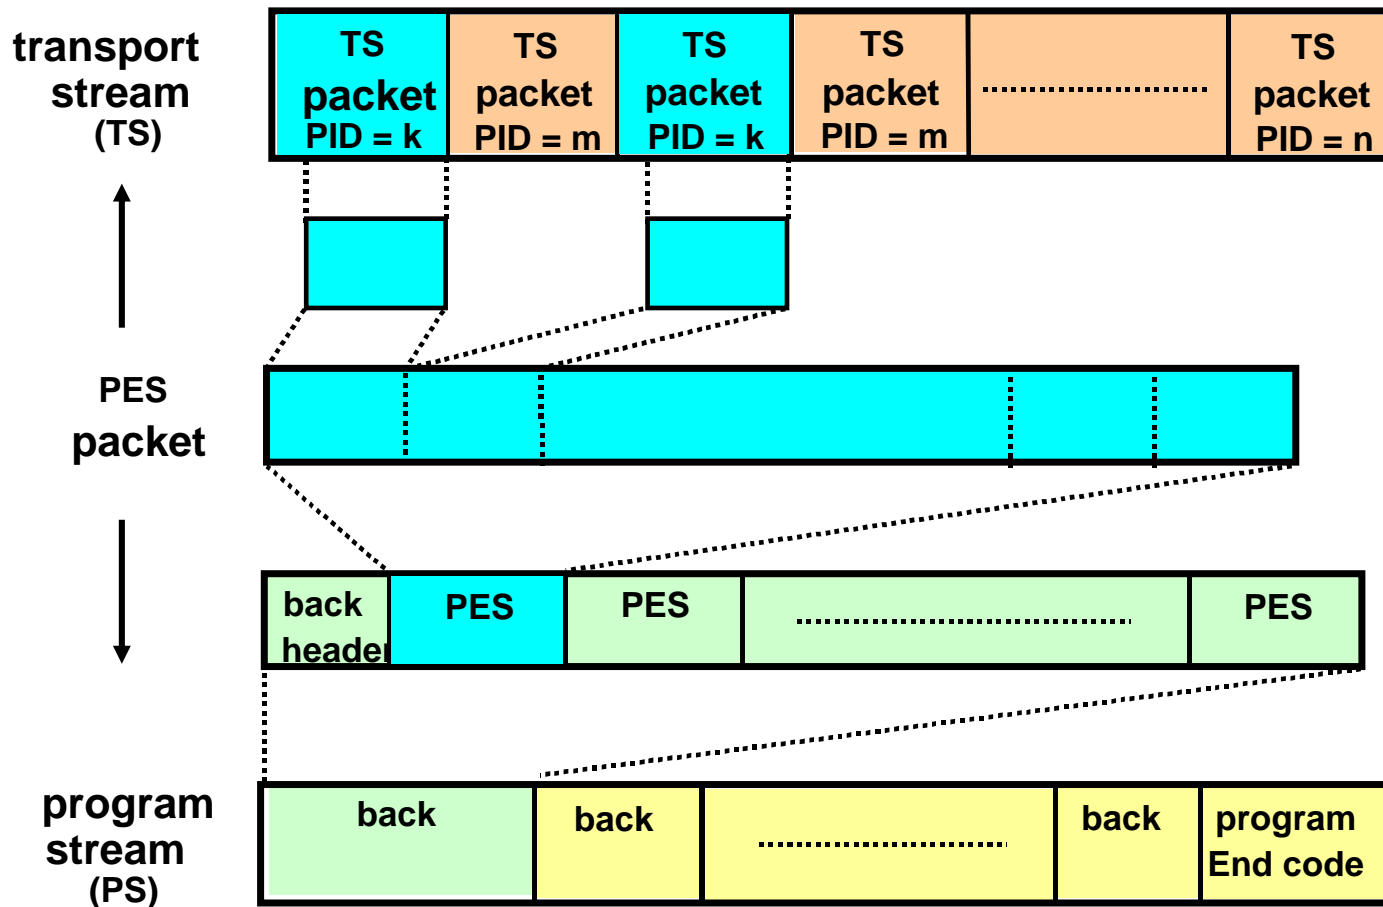 transport
stream
(TS)
TS
packet
PID = k
TS
packet
PID = m
TS
packet
PID = k
TS
packet
PID = m
TS
packet
PID = n
PES
packet
back
header
PES
PES
PES
program
stream
(PS)
back
back
back
program
End code